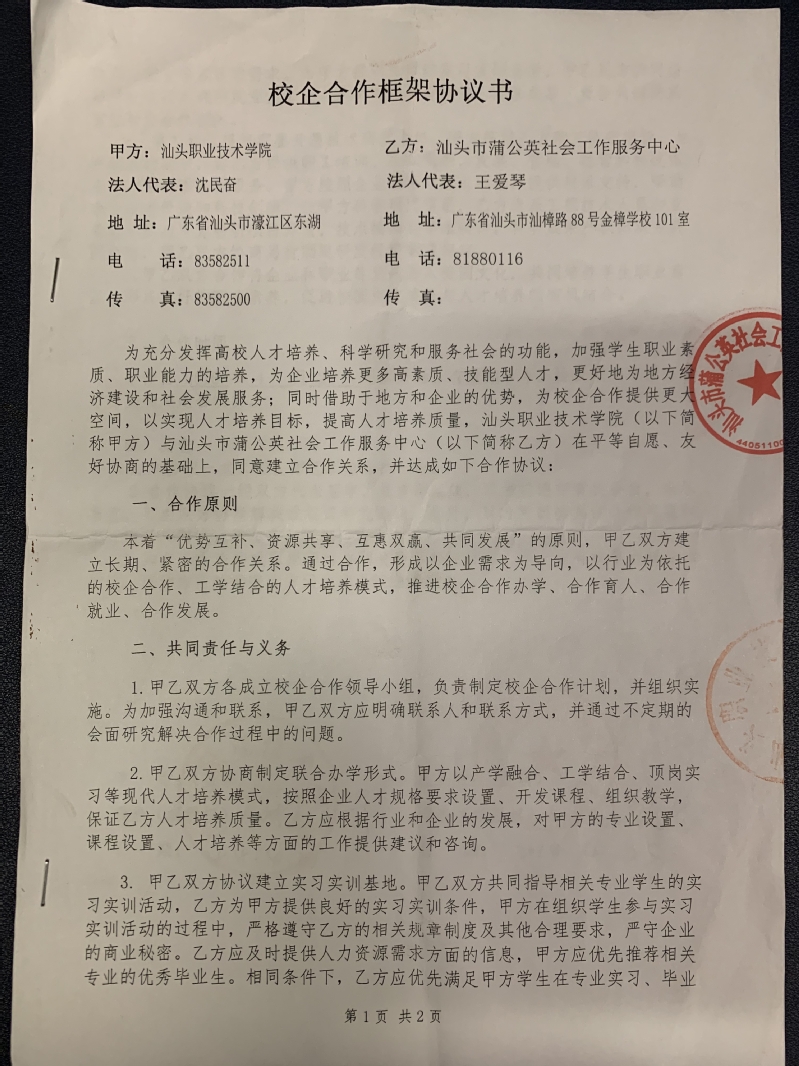 校企合作框架协议书
甲方：汕头职业技术学院 乙方：汕头市蒲公英社会工作服务中心
法人代表：沈民奋 法人代表：王爱琴
地 址：广东省汕头市濠江区东湖 地 址：广东省汕头市汕樟路88号金樟学校101室
电 话：83582511 电 话：81880116
传 真：83582500 传 真：
为充分发挥高校人才培养、科学研究和服务社会的功能，加强学生职业素
质、职业能力的培养，为企业培养更多高素质、技能型人才，更好地为地方经
济建设和社会发展服务；同时借助于地方和企业的优势，为校企合作提供更大
空间，以实现人才培养目标，提高人才培养质量，汕头职业技术学院（以下简
称甲方）与汕头市蒲公英社会工作服务中心（以下简称乙方）在平等自愿、友
好协商的基础上，同意建立合作关系，并达成如下合作协议：
一、合作原则
本着“优势互补、资源共享、互惠双赢、共同发展”的原则，甲乙双方建
立长期、紧密的合作关系。通过合作，形成以企业需求为导向，以行业为依托
的校企合作、工学结合的人才培养模式，推进校企合作办学、合作育人、合作
就业、合作发展。
二、共同责任与义务
1.甲乙双方各成立校企合作领导小组，负责制定校企合作计划，并组织实
施。为加强沟通和联系，甲乙双方应明确联系人和联系方式，并通过不定期的
会面研究解决合作过程中的问题。
2.甲乙双方协商制定联合办学形式。甲方以产学融合、工学结合、顶岗实
习等现代人才培养模式，按照企业人才规格要求设置、开发课程、组织教学，
保证乙方人才培养质量。乙方应根据行业和企业的发展，对甲方的专业设置、
课程设置、人才培养等方面的工作提供建议和咨询。
3. 甲乙双方协议建立实习实训基地。甲乙双方共同指导相关专业学生的实
习实训活动，乙方为甲方提供良好的实习实训条件，甲方在组织学生参与实习
实训活动的过程中，严格遵守乙方的相关规章制度及其他合理要求，严守企业
的商业秘密。乙方应及时提供人力资源需求方面的信息，甲方应优先推荐相关
专业的优秀毕业生。相同条件下，乙方应优先满足甲方学生在专业实习、毕业
第1页 共2页
汕头市蒲公英社会工
4405110